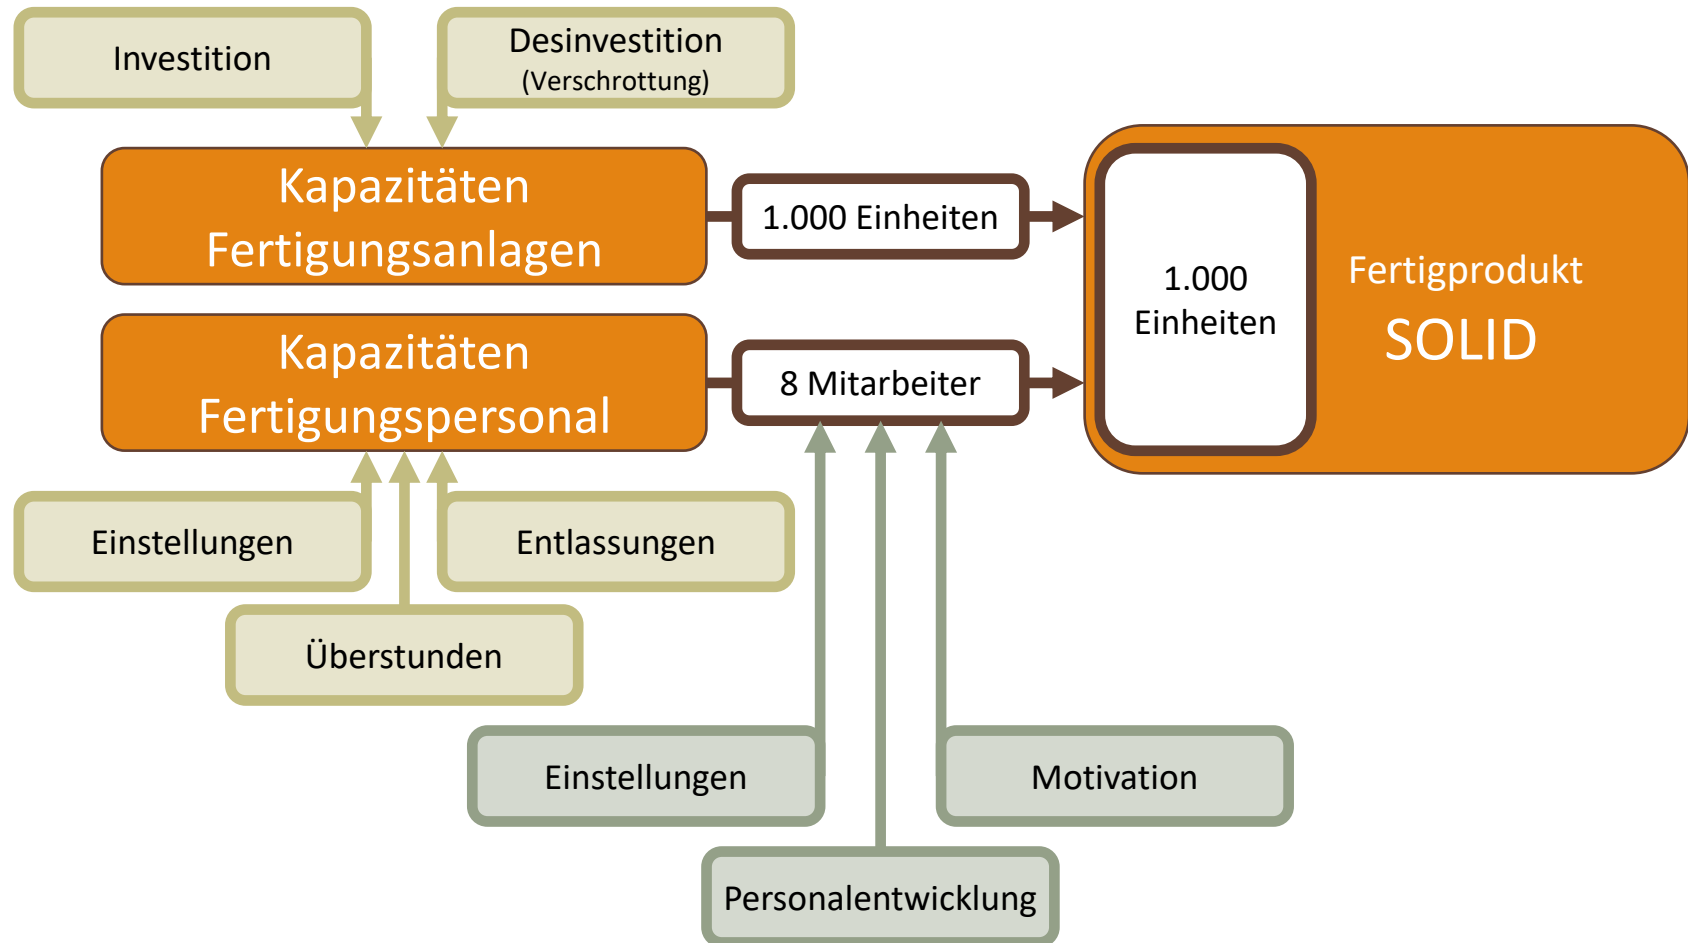 Investition
Desinvestition
(Verschrottung)
Kapazitäten
Fertigungsanlagen
1.000 Einheiten
1.000
Einheiten
Fertigprodukt
SOLID
Kapazitäten
Fertigungspersonal
8 Mitarbeiter
Einstellungen
Entlassungen
Überstunden
Einstellungen
Motivation
Personalentwicklung